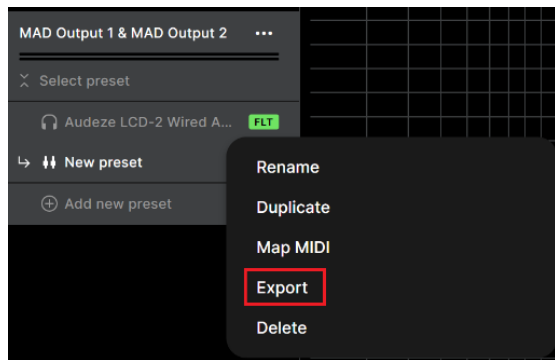 MAD Output 1 & MAD Output 2 ...
Select preset
Audeze LCD-2 Wired A... FLT
New preset
Add new preset
Rename
Duplicate
Map MIDI
Export
Delete